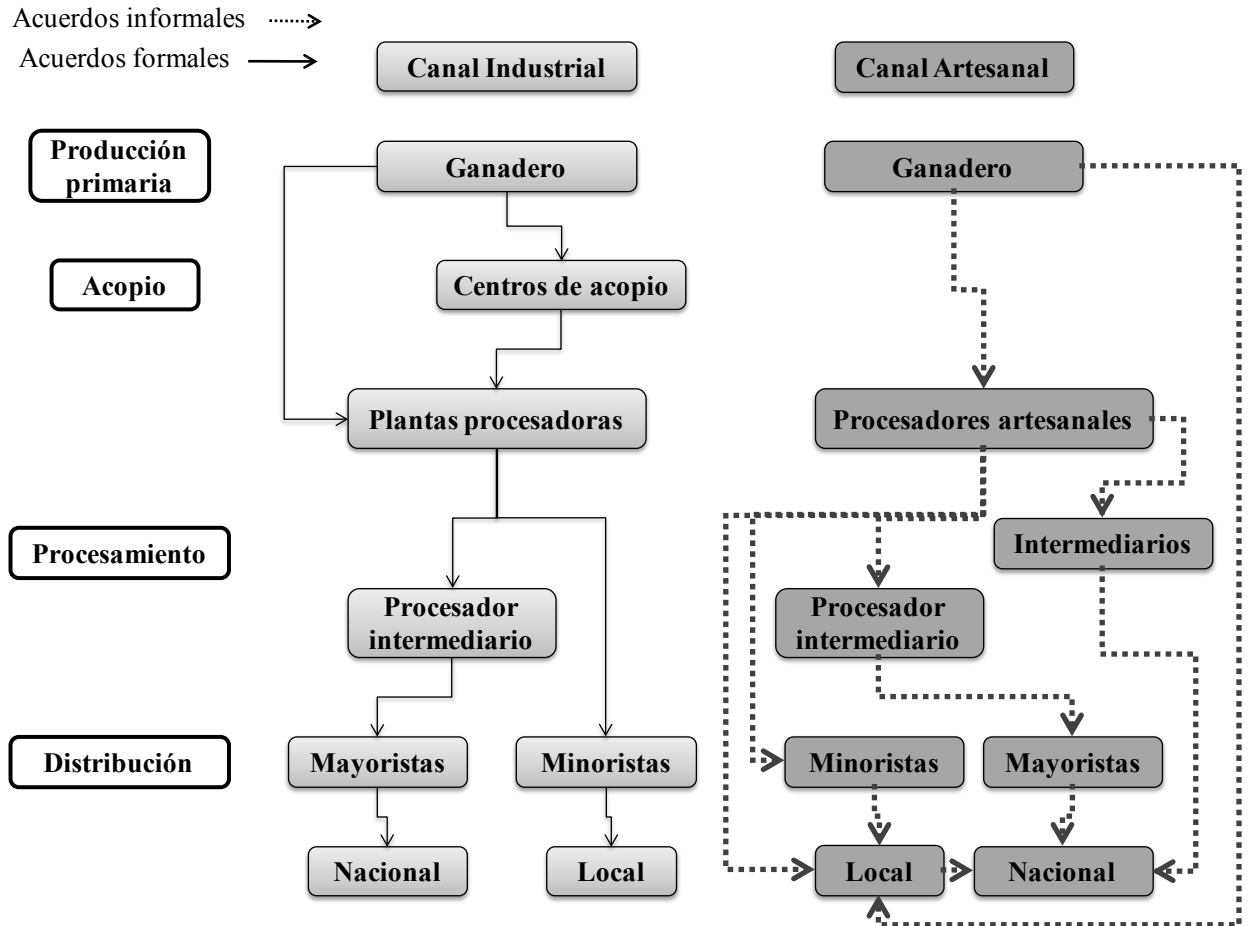 Acuerdos informales
Acuerdos formales
Canal Industrial
Canal Artesanal
Producción
primaria
Ganadero
Ganadero
Acopio
Centros de acopio
Plantas procesadoras
Procesadores artesanales
Procesamiento
Intermediarios
Procesador
intermediario
Procesador
intermediario
Distribución
Mayoristas
Minoristas
Minoristas
Mayoristas
Nacional
Local
Local
Nacional